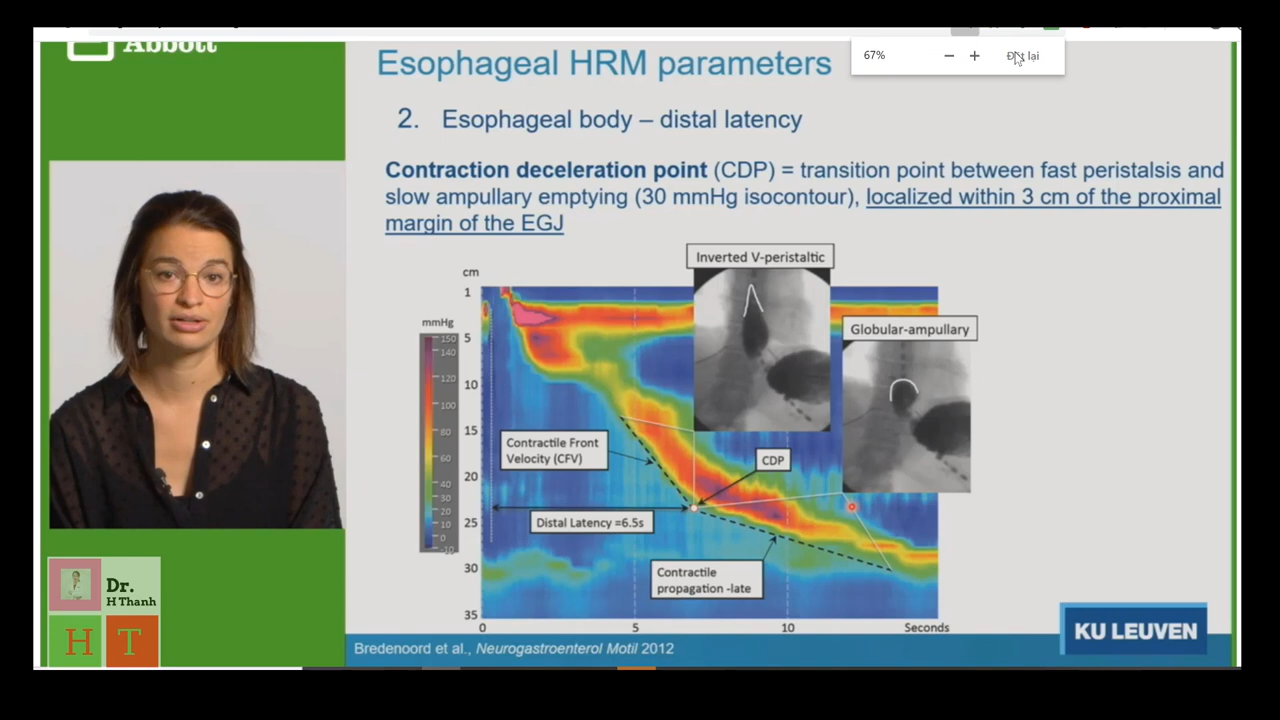 Abbott
67%
− +
Đặt lại
Esophageal HRM parameters
2. Esophageal body – distal latency
Contraction deceleration point (CDP) = transition point between fast peristalsis and
slow ampullary emptying (30 mmHg isocontour), localized within 3 cm of the proximal
margin of the EGJ
Inverted V-peristaltic
Globular-ampullary
cm
1
5
10
15
20
25
30
35
mmHg
150
140
120
100
80
60
40
30
20
10
0
-10
Contractile Front
Velocity (CFV)
CDP
Distal Latency =6.5s
Contractile
propagation -late
0 5 10 Seconds
Dr.
H Thanh
H T
KU LEUVEN
Bredenoord et al., Neurogastroenterol Motil 2012